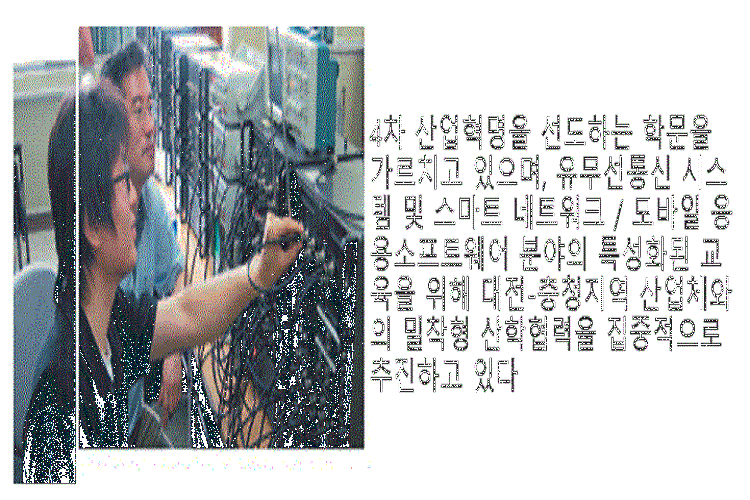 4차 산업혁명을 선도하는 학문을
가르치고 있으며, 유무선통신 시스
템 및 스마트 네트워크 / 모바일 응
용소프트웨어 분야의 특성화된 교
육을 위해 대전-충청지역 산업체와
의 밀착형 산학협력을 집중적으로
추진하고 있다